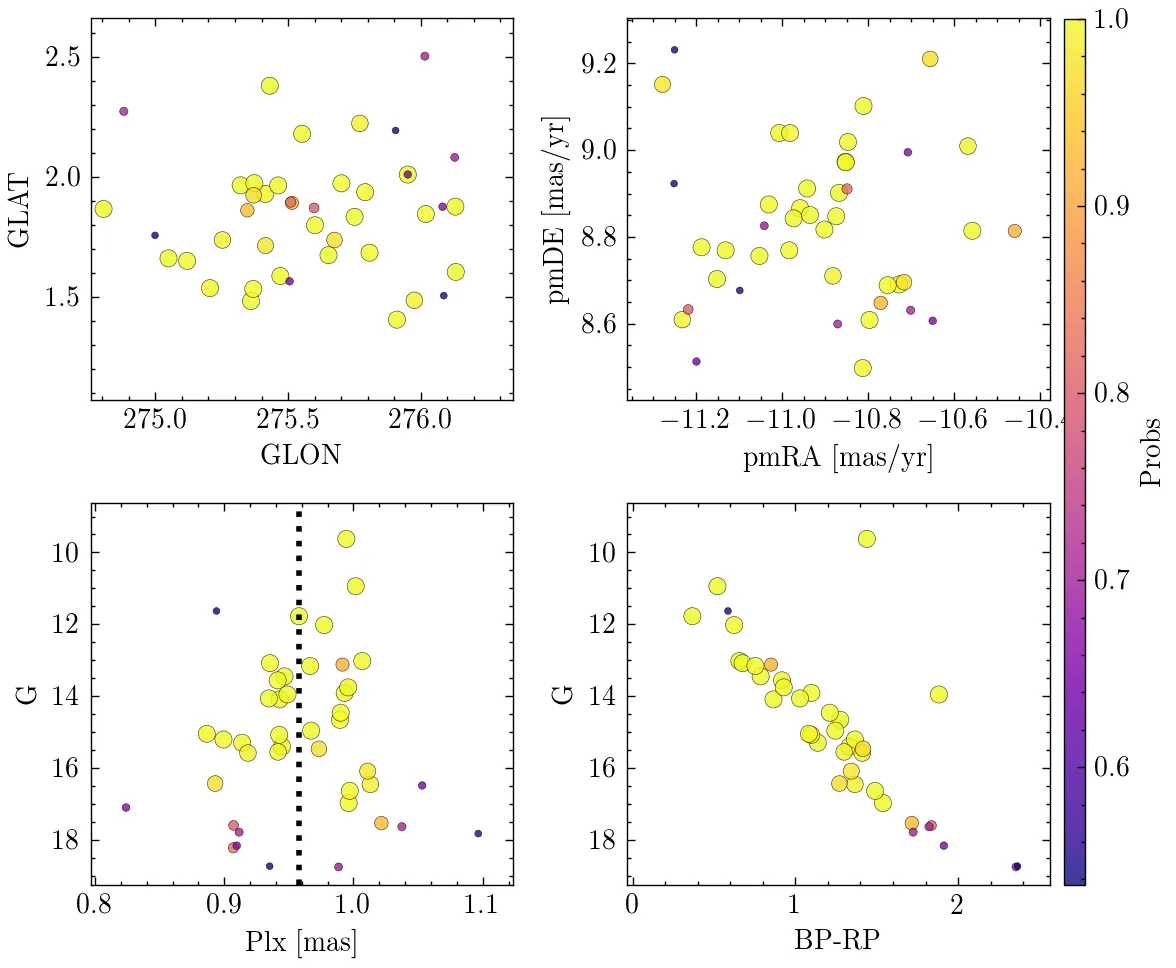 2.5
2.0
1.5
GLAT
275.0 275.5 276.0
GLON
9.2
9.0
8.8
8.6
pmDE [mas/yr]
−11.2 −11.0 −10.8 −10.6 −10.4
pmRA [mas/yr]
10
12
14
16
18
G
0.8 0.9 1.0 1.1
Plx [mas]
10
12
14
16
18
G
0 1 2
BP-RP
1.0
0.9
0.8
0.7
0.6
Probs